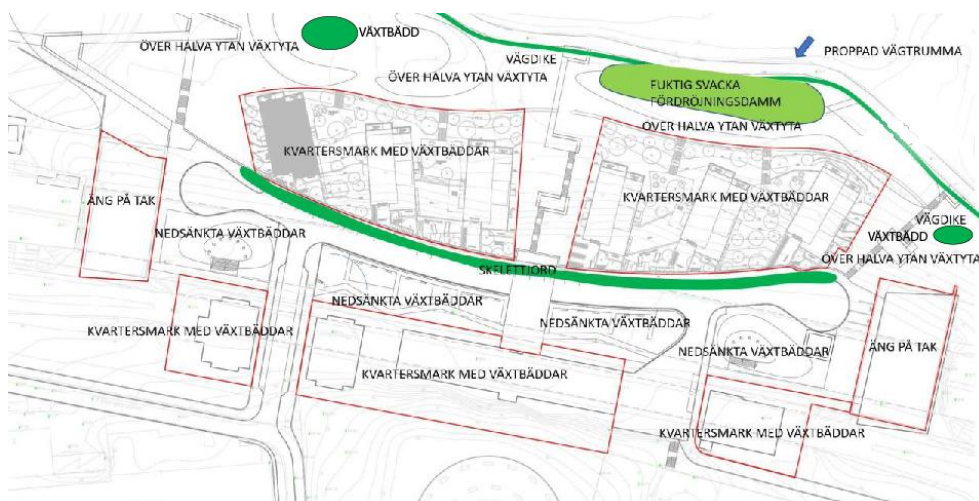 VÄXTBÄDD
ÖVER HALVA YTAN VÄXTYTA
VÄGDIKE
PROPPAD VÄGTRUMMA
ÖVER HALVA YTAN VÄXTYTA
FUKTIG SVACKA
FÖRDRÖJNINGSDAMM
ÖVER HALVA YTAN VÄXTYTA
KVARTERSMARK MED VÄXTBÄDDAR
KVARTERSMARK MED VÄXTBÄDDAR
ÄNG PÅ TAK
VÄGDIKE
NEDSÄNKTA VÄXTBÄDDAR
VÄXTBÄDD
ÖVER HALVA YTAN VÄXTYTA
SKELETTJORD
NEDSÄNKTA VÄXTBÄDDAR
KVARTERSMARK MED VÄXTBÄDDAR
NEDSÄNKTA VÄXTBÄDDAR
ÄNG PÅ TAK
NEDSÄNKTA VÄXTBÄDDAR
KVARTERSMARK MED VÄXTBÄDDAR
KVARTERSMARK MED VÄXTBÄDDAR